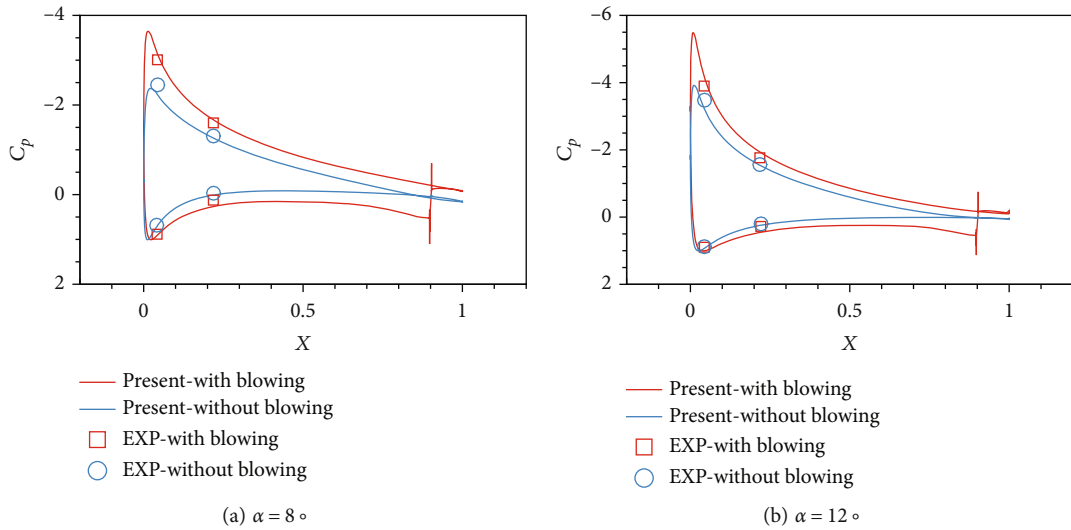 −4
−2
0
2
C_p
0
0.5
1
X
Present-with blowing
Present-without blowing
EXP-with blowing
EXP-without blowing
(a) α = 8 ∘
−6
−4
−2
0
2
C_p
0
0.5
1
X
Present-with blowing
Present-without blowing
EXP-with blowing
EXP-without blowing
(b) α = 12 ∘